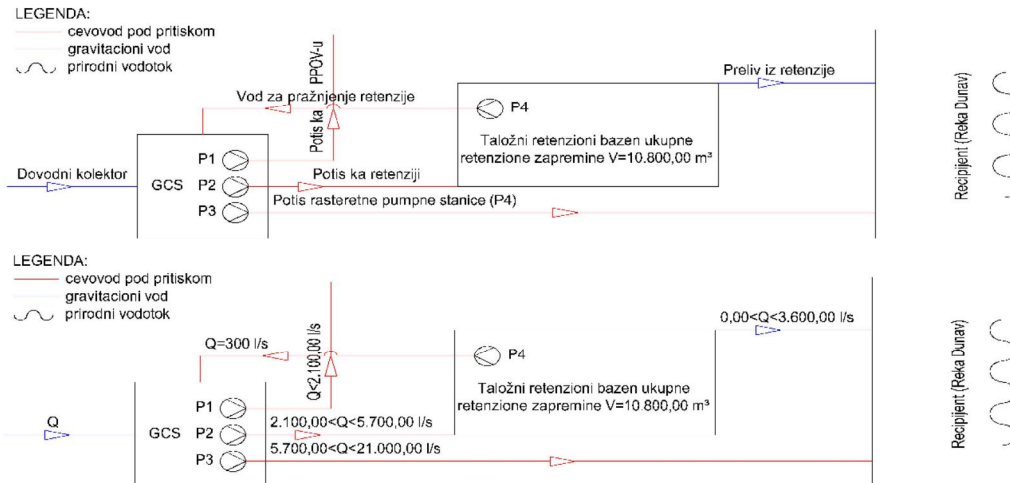 LEGENDA:
cevovod pod pritiskom
gravitacioni vod
prirodni vodotok
Potis ka PPOV-u
Preliv iz retenzije
Vod za pražnjenje retenzije
P4
Taložni retenzioni bazen ukupne
retenzione zapremine V=10.800,00 m³
Dovodni kolektor
GCS
P1
P2
P3
Potis ka retenziji
Potis rasteretne pumpne stanice (P4)
Recipijent (Reka Dunav)
LEGENDA:
cevovod pod pritiskom
gravitacioni vod
prirodni vodotok
Q=300 l/s
Q<2.100,00 l/s
0,00<Q<3.600,00 l/s
P4
Taložni retenzioni bazen ukupne
retenzione zapremine V=10.800,00 m³
Q
GCS
P1
P2
P3
2.100,00<Q<5.700,00 l/s
5.700,00<Q<21.000,00 l/s
Recipijent (Reka Dunav)